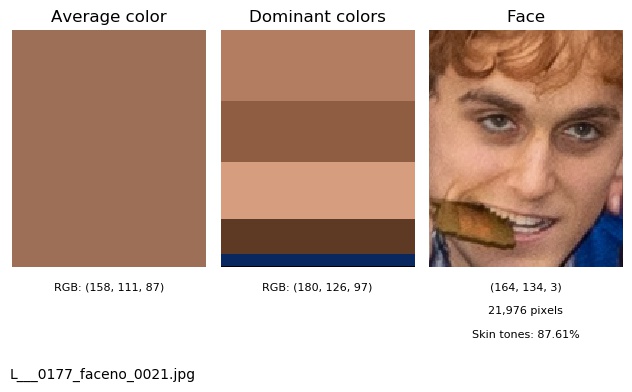 Average color
Dominant colors
Face
RGB: (158, 111, 87)
RGB: (180, 126, 97)
(164, 134, 3)
21,976 pixels
Skin tones: 87.61%
L___0177_faceno_0021.jpg